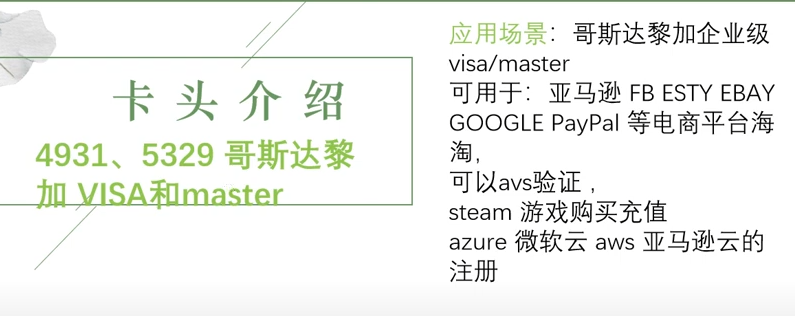 卡头介绍
4931、5329 哥斯达黎
加 VISA和master
应用场景：哥斯达黎加企业级
visa/master
可用于：亚马逊 FB ESTY EBAY
GOOGLE PayPal 等电商平台海
淘，
可以avs验证，
steam 游戏购买充值
azure 微软云 aws 亚马逊云的
注册